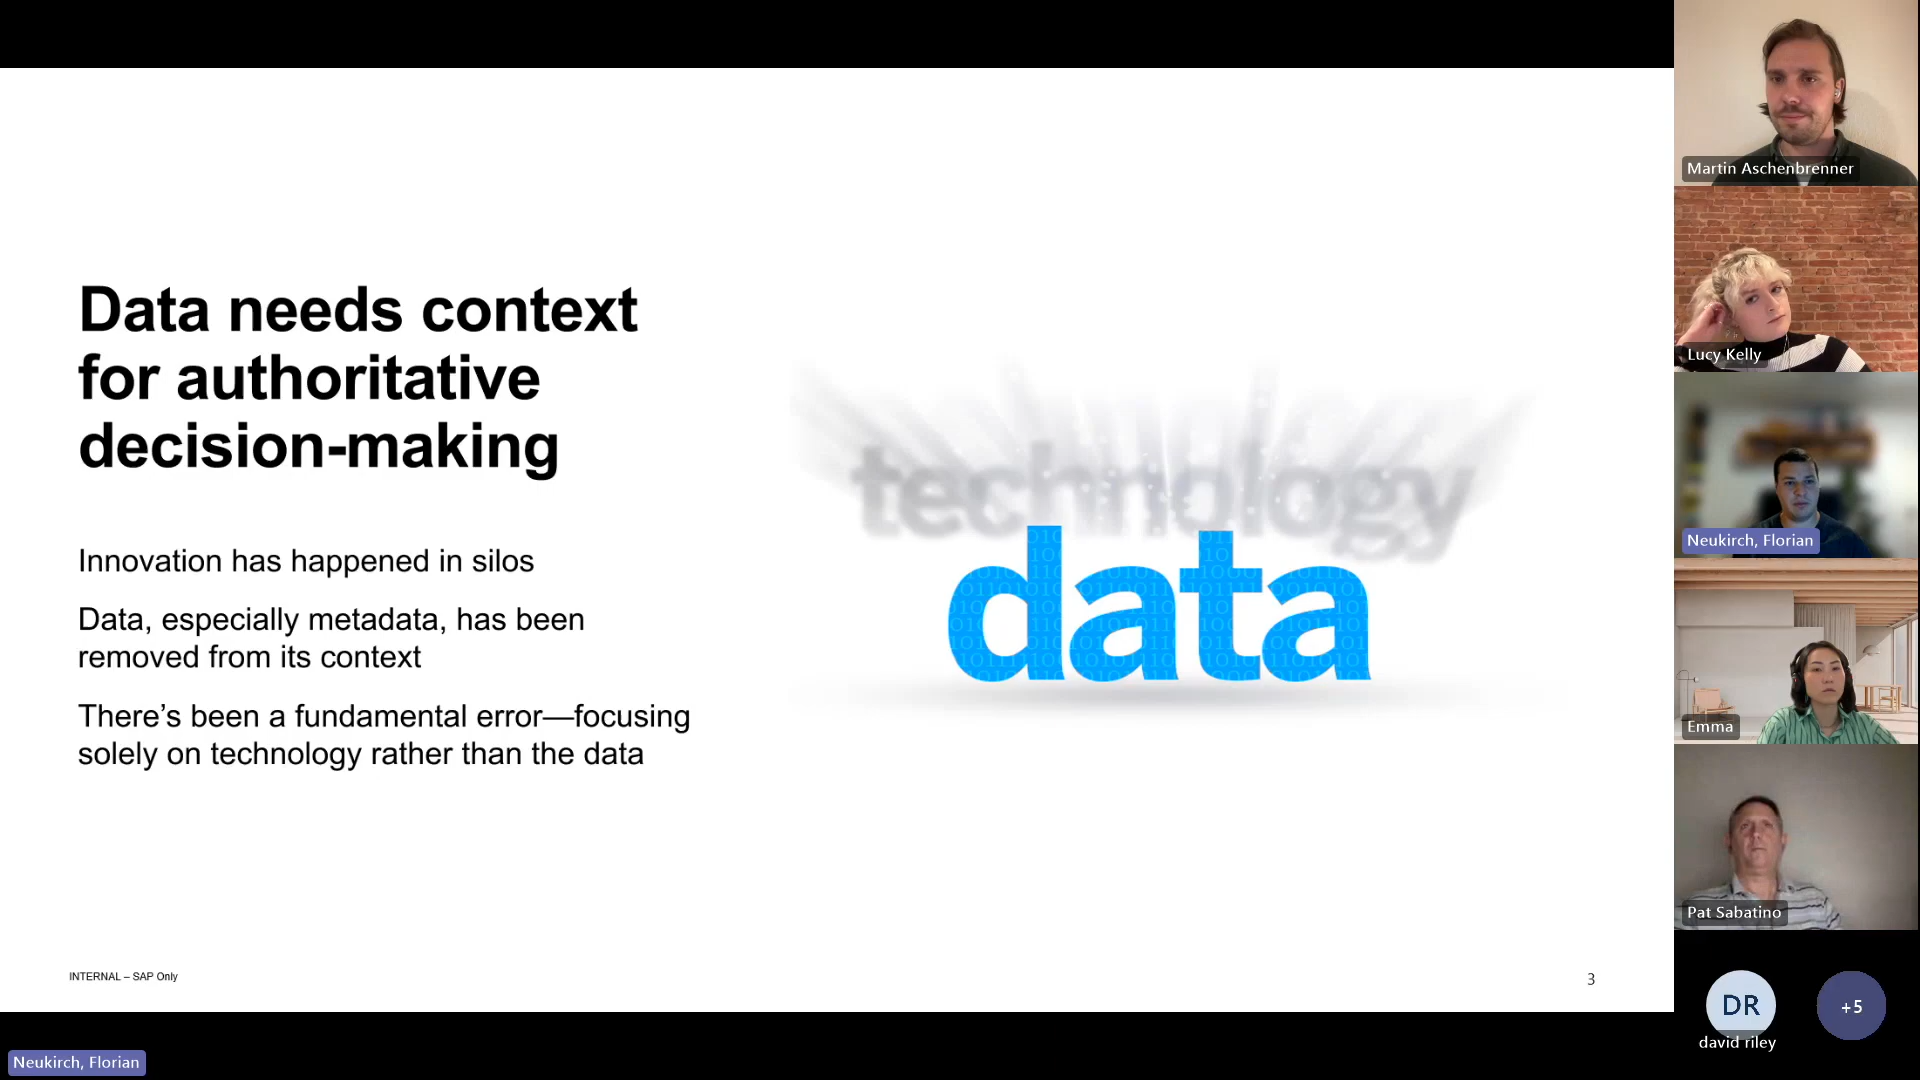 Data needs context
for authoritative
decision-making
Innovation has happened in silos
Data, especially metadata, has been
removed from its context
There’s been a fundamental error—focusing
solely on technology rather than the data
technology
data
INTERNAL – SAP Only
3
Neukirch, Florian
Martin Aschenbrenner
Lucy Kelly
Neukirch, Florian
Emma
Pat Sabatino
DR
david riley
+5